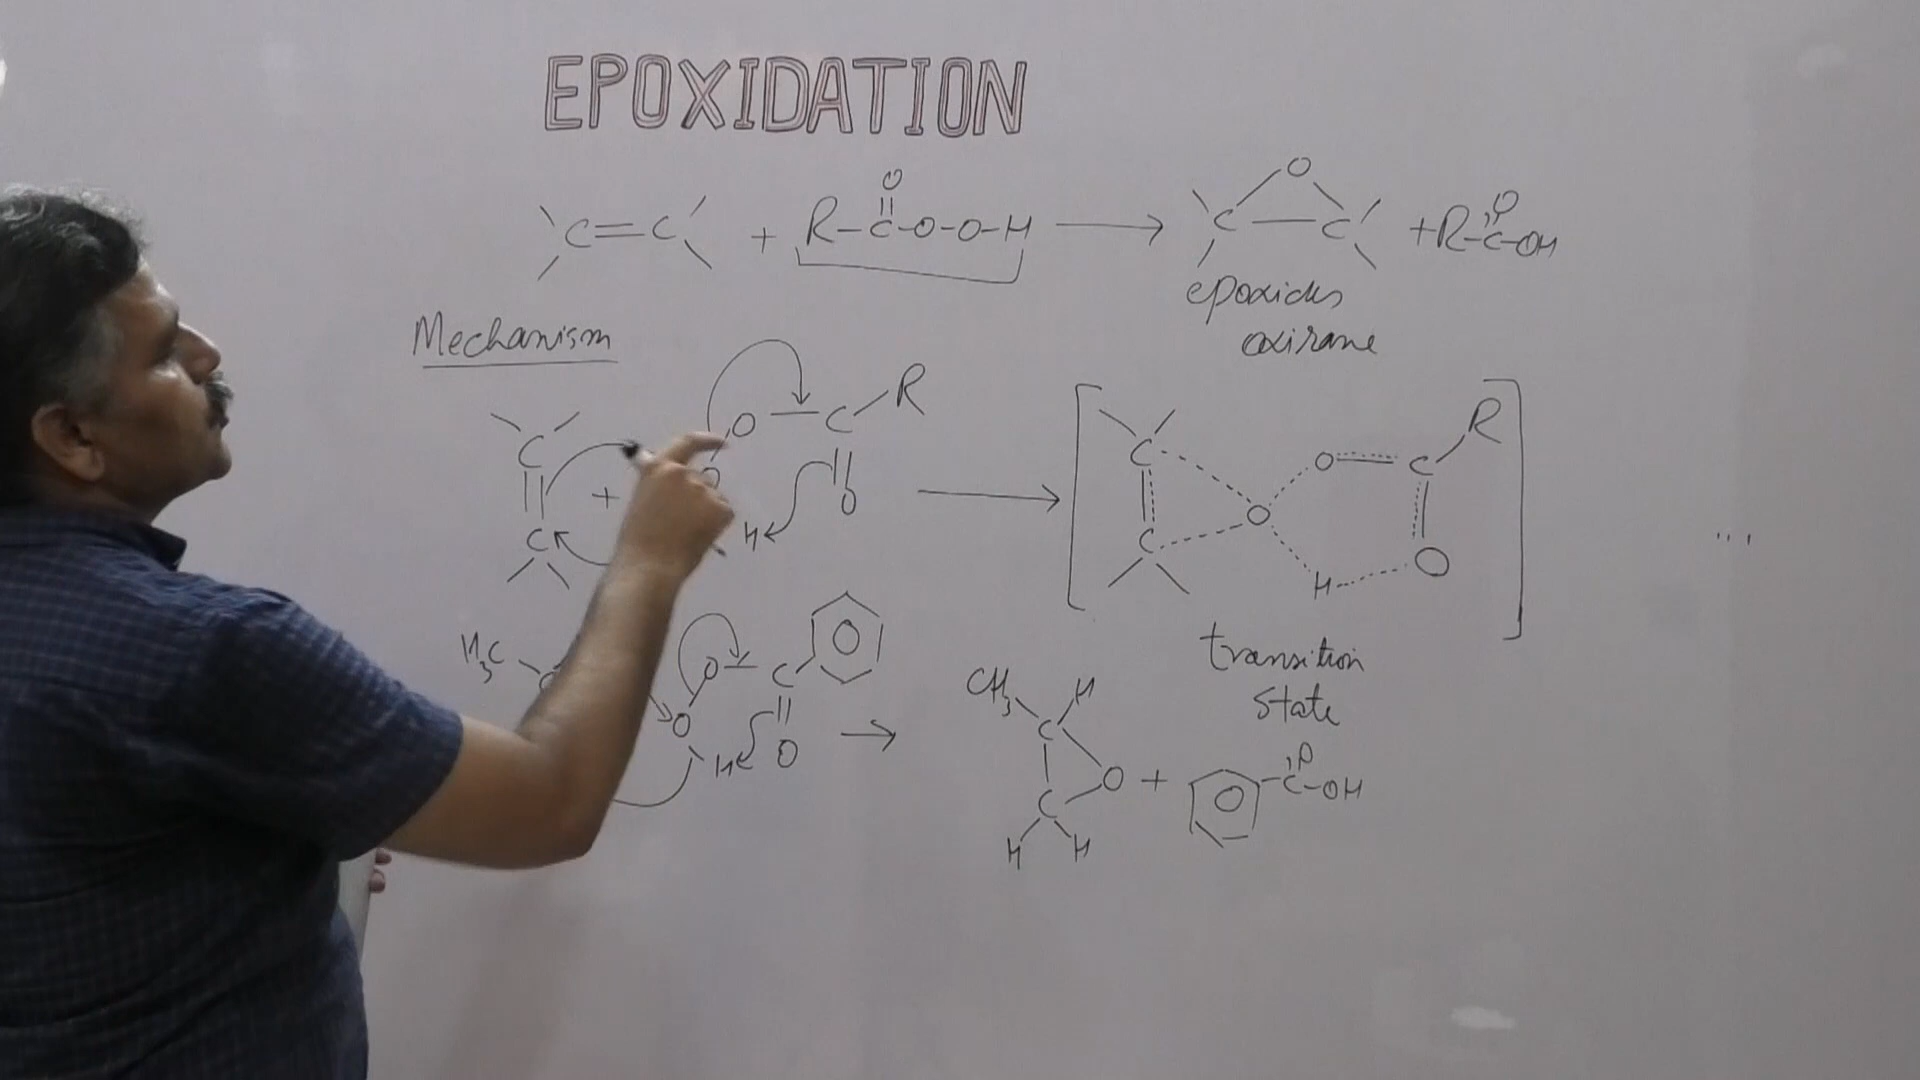 EPOXIDATION
C=C + R-C(=O)-O-O-H ⟶ C-C O + R-C(=O)-OH
epoxides
oxirane
Mechanism
C=C + O-C(=O)-R H ⟶ [C=C O O=C-R O H]
transition
state
H₃C O O-C=O H → CH₃ H C-C O H H + C(=O)-OH
...